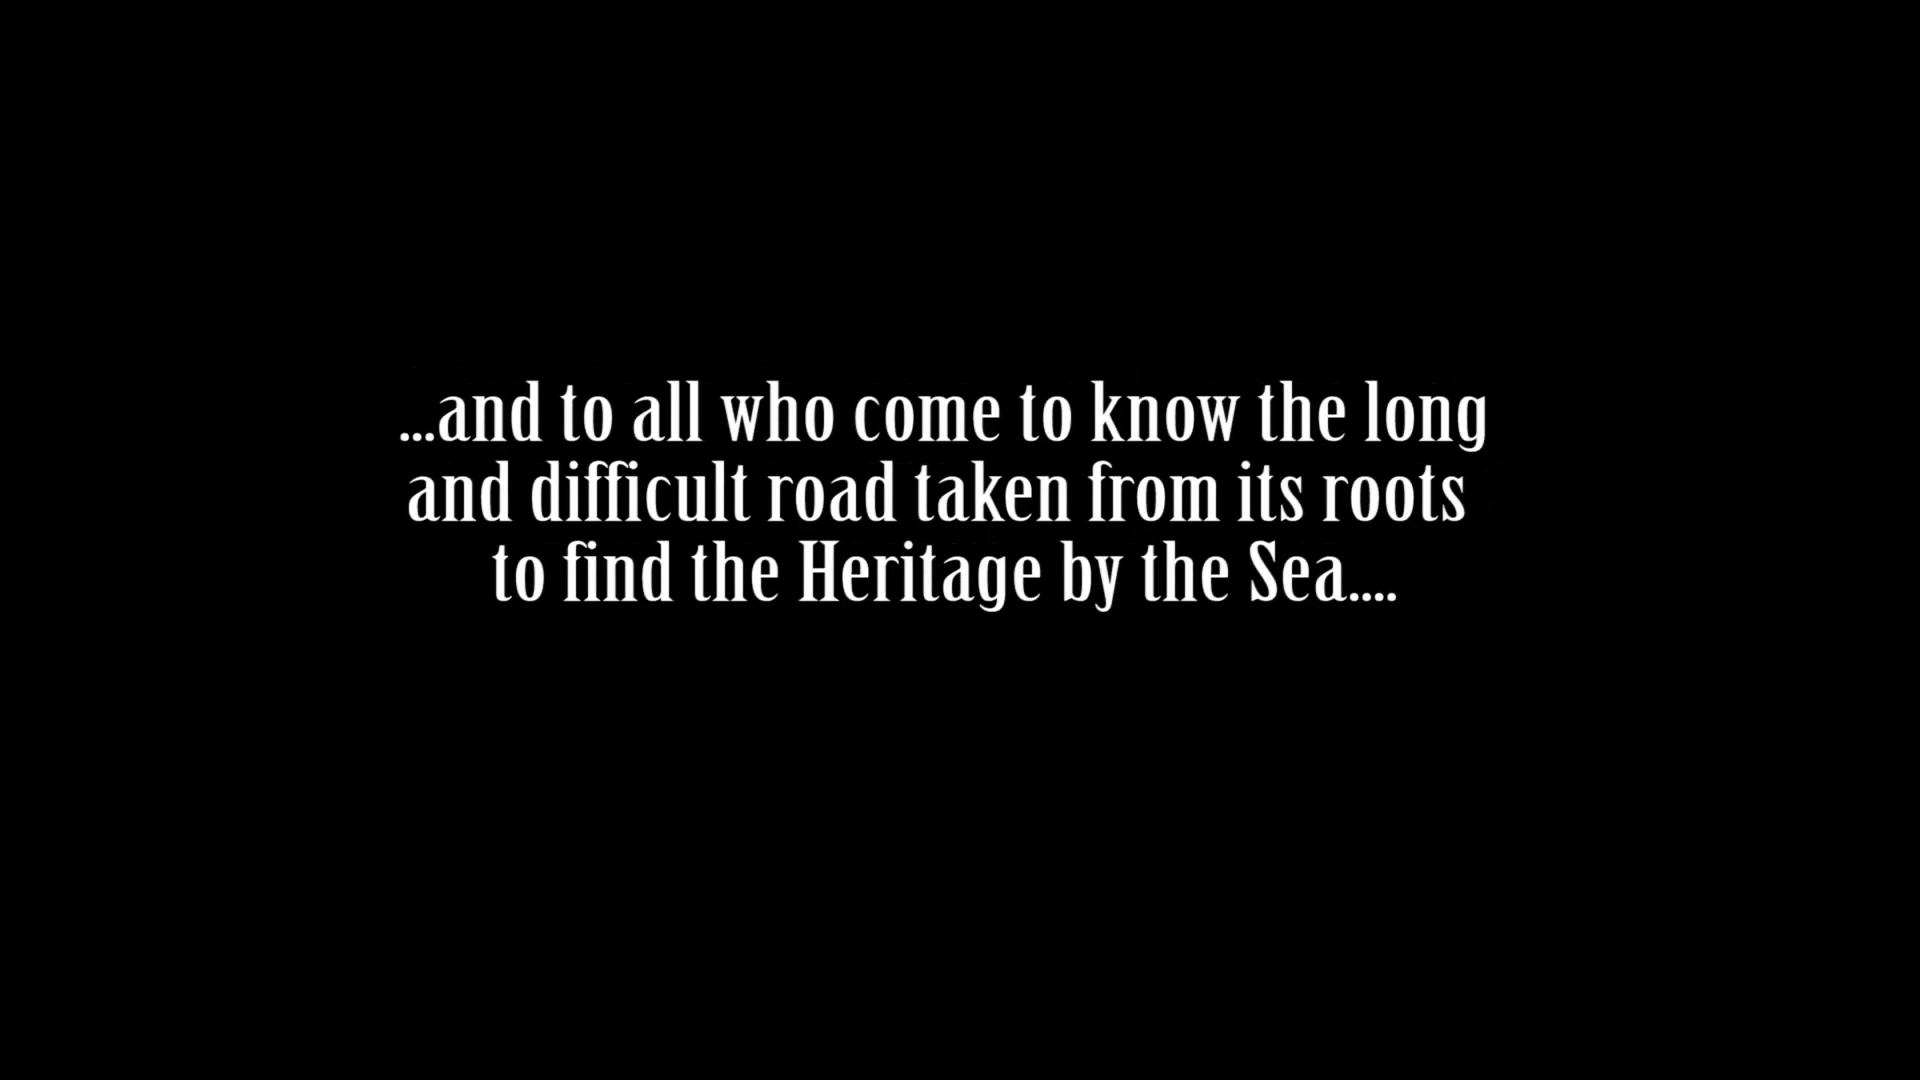 ...and to all who come to know the long
and difficult road taken from its roots
to find the Heritage by the Sea....